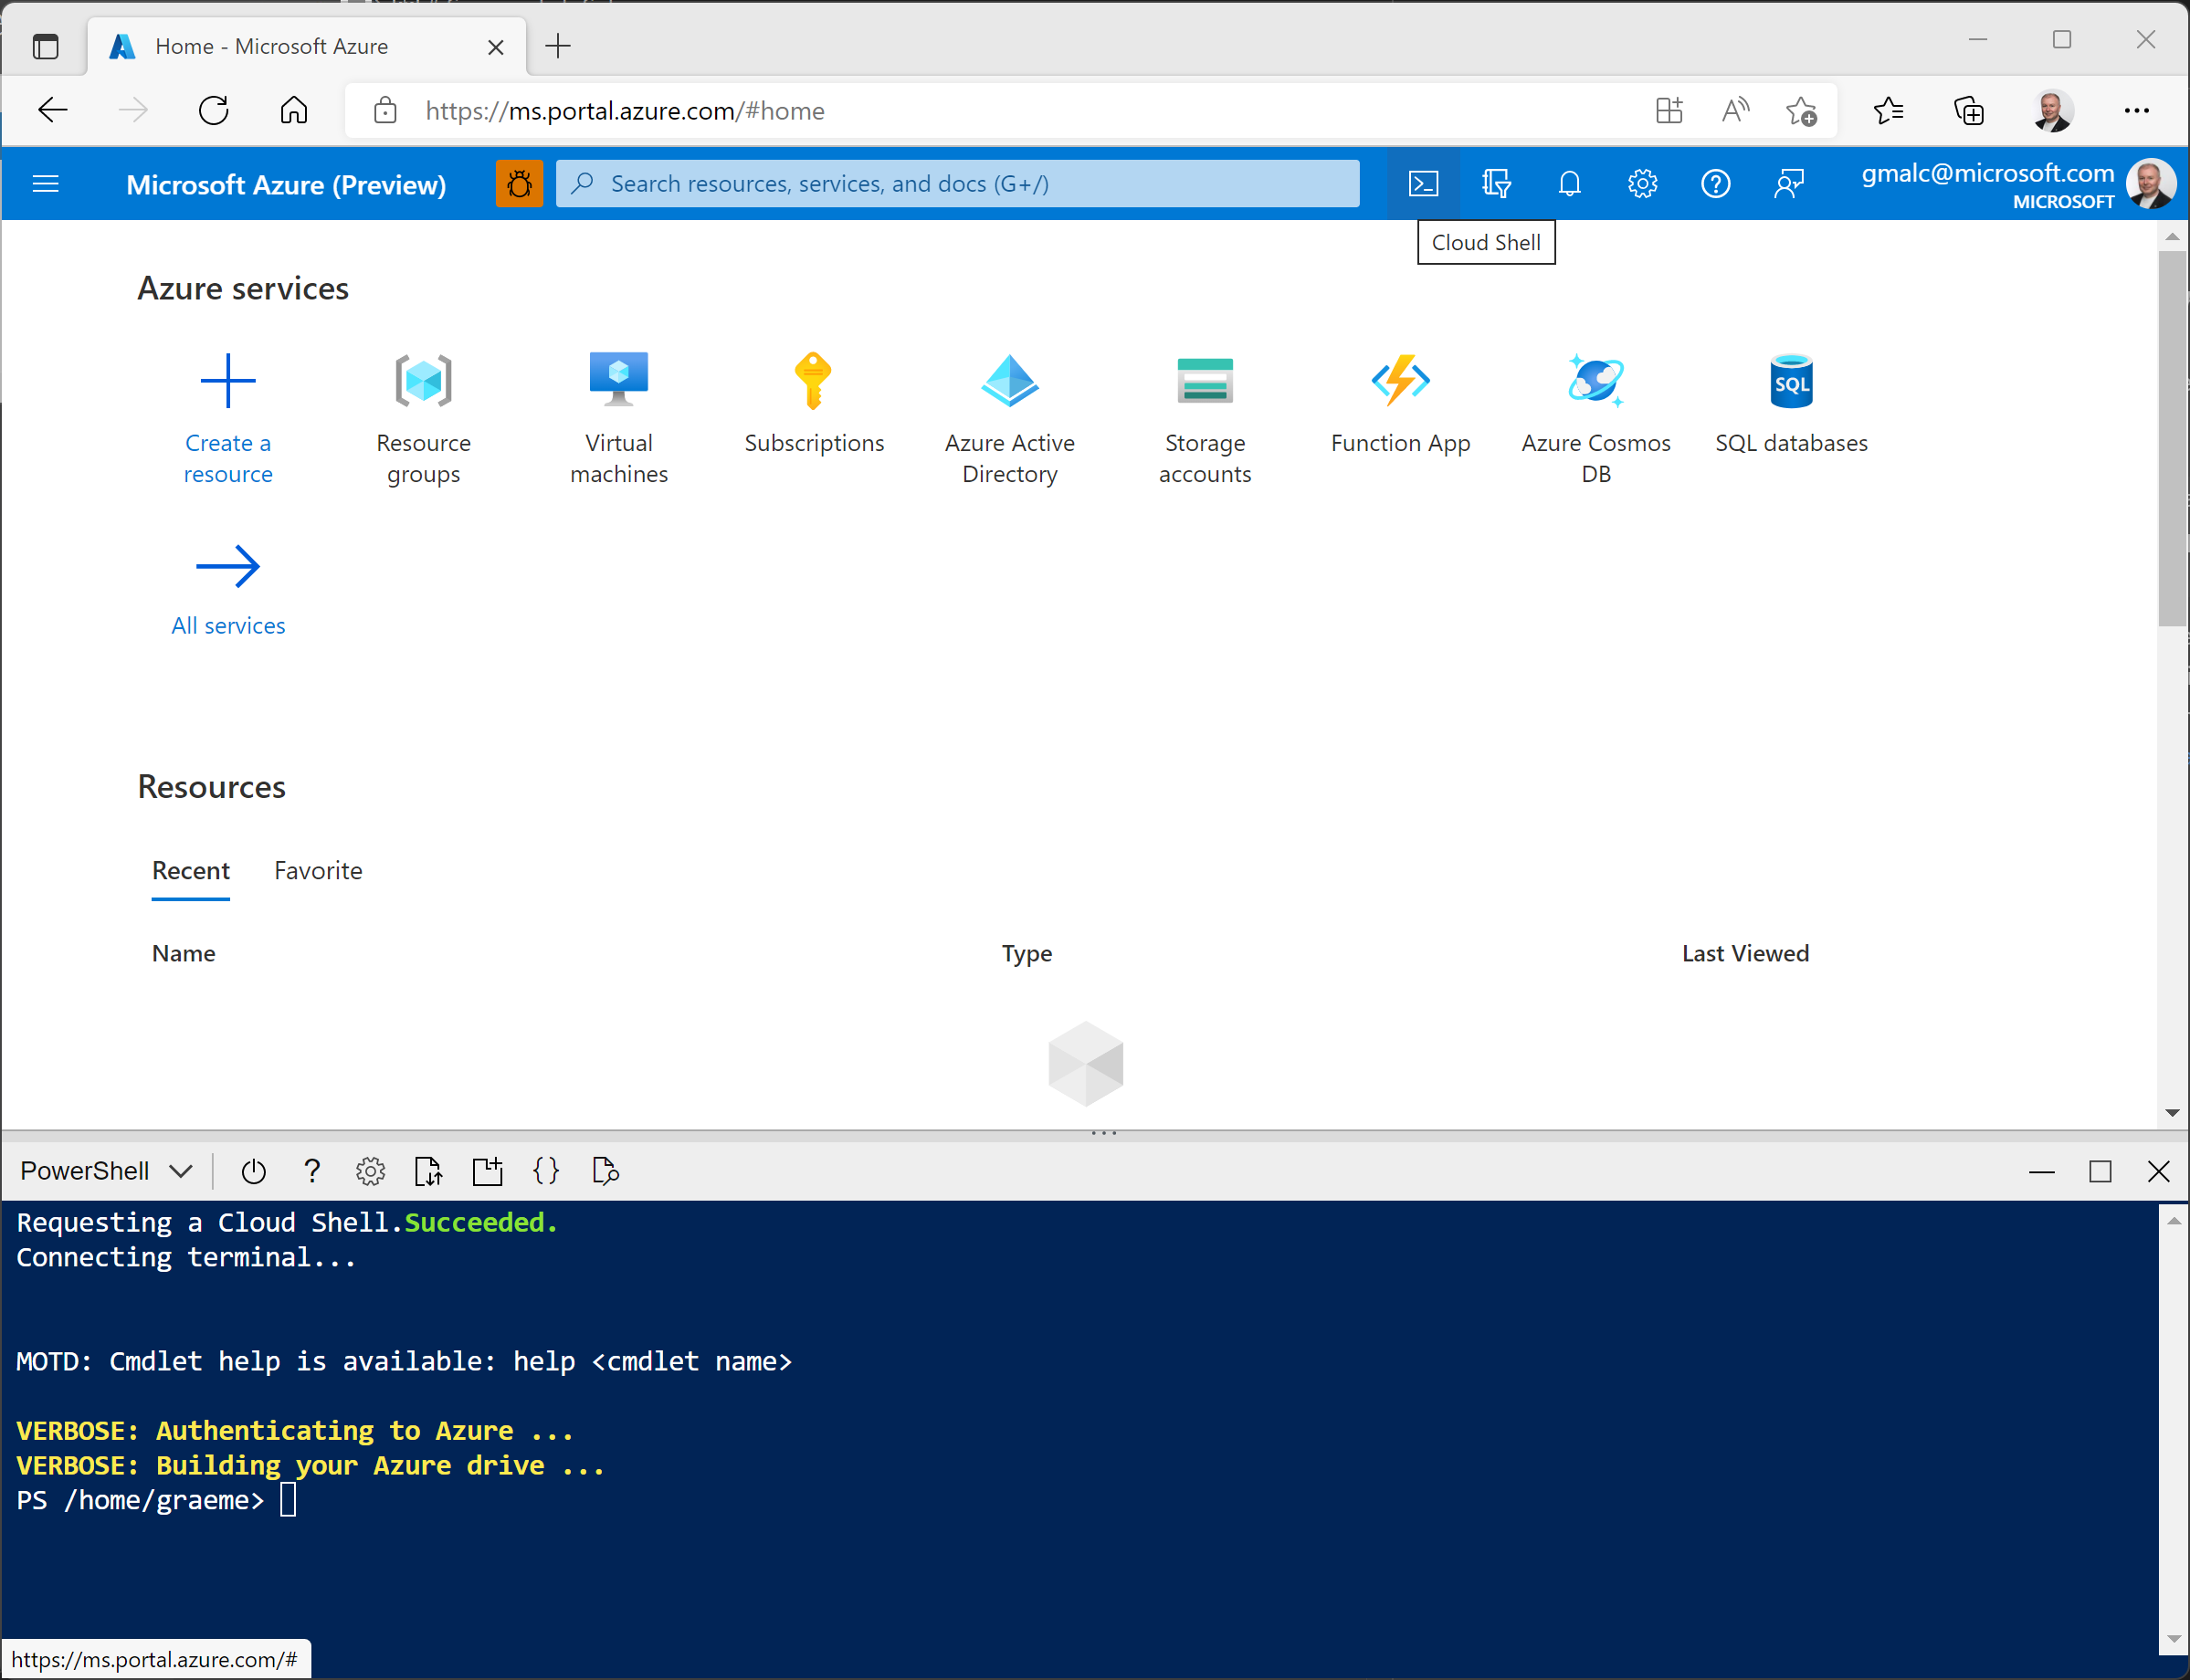 Home - Microsoft Azure
https://ms.portal.azure.com/#home
Microsoft Azure (Preview)
Search resources, services, and docs (G+/)
gmalc@microsoft.com
MICROSOFT
Cloud Shell
Azure services
Create a
resource
Resource
groups
Virtual
machines
Subscriptions
Azure Active
Directory
Storage
accounts
Function App
Azure Cosmos
DB
SQL
SQL databases
All services
Resources
Recent
Favorite
Name
Type
Last Viewed
PowerShell
Requesting a Cloud Shell.Succeeded.
Connecting terminal...
MOTD: Cmdlet help is available: help <cmdlet name>
VERBOSE: Authenticating to Azure ...
VERBOSE: Building your Azure drive ...
PS /home/graeme>
https://ms.portal.azure.com/#